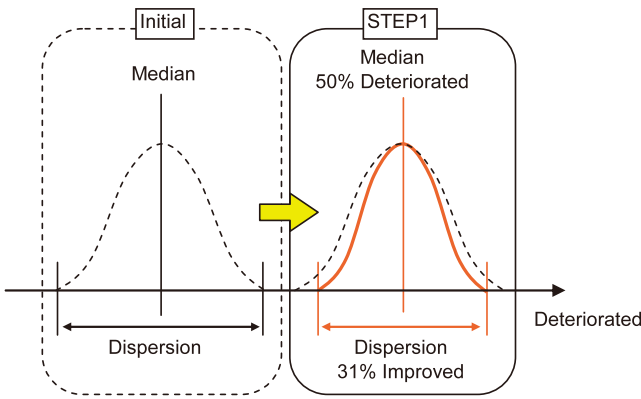 Initial
Median
Dispersion
STEP1
Median
50% Deteriorated
Dispersion
31% Improved
Deteriorated